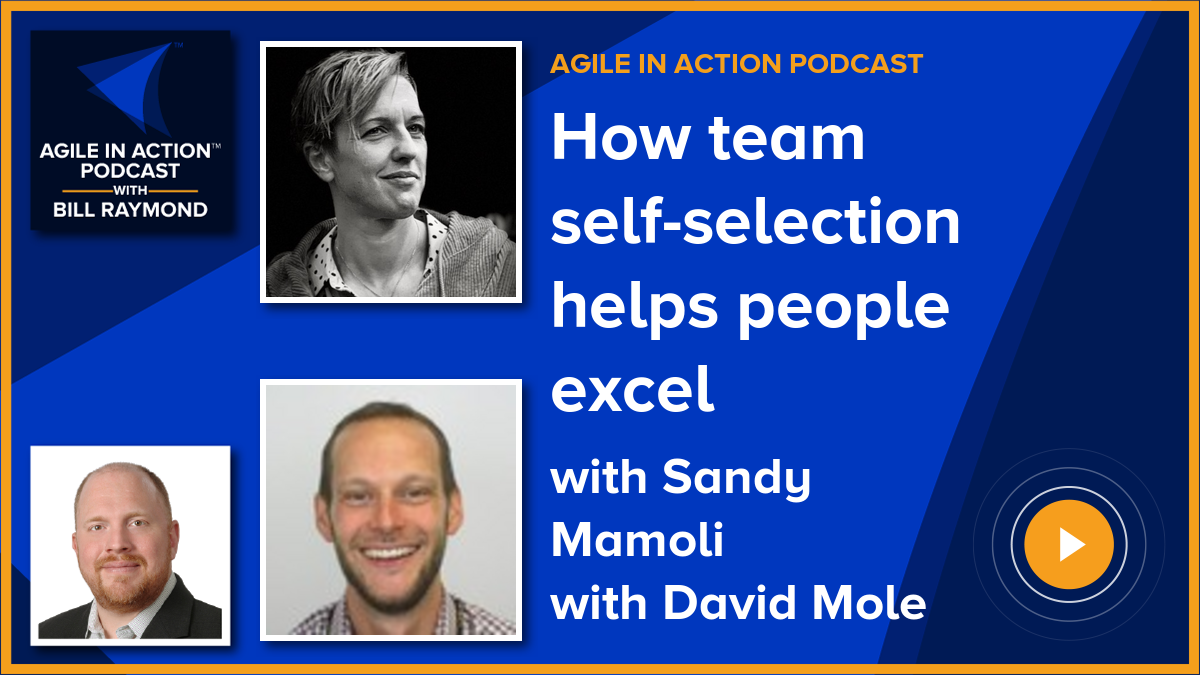 AGILE IN ACTION™
PODCAST
WITH
BILL RAYMOND
AGILE IN ACTION PODCAST
How team
self-selection
helps people
excel
with Sandy
Mamoli
with David Mole